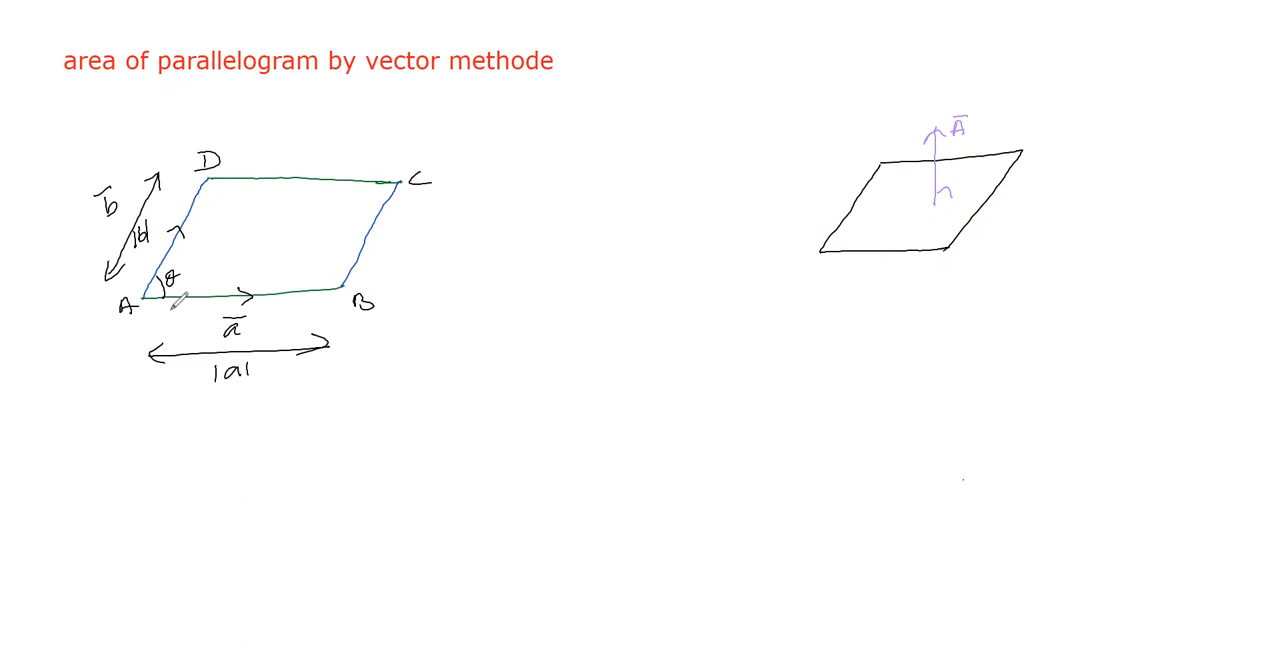 area of parallelogram by vector methode
D
C
b̅
|b|
θ
A
B
a̅
|a|
A̅